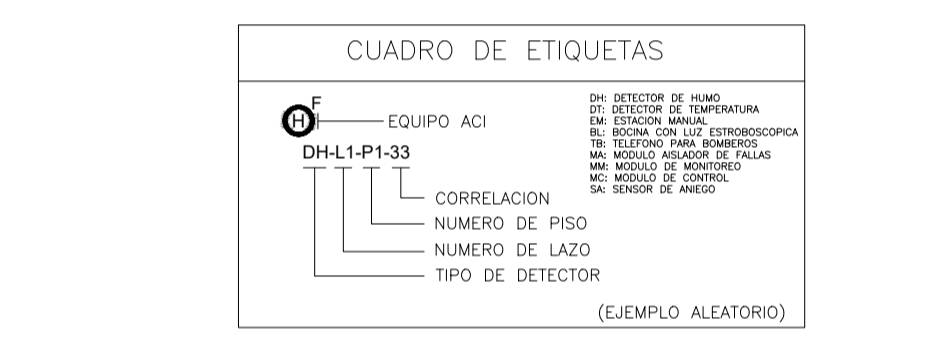 CUADRO DE ETIQUETAS
F
H
EQUIPO ACI
DH-L1-P1-33
CORRELACION
NUMERO DE PISO
NUMERO DE LAZO
TIPO DE DETECTOR
DH: DETECTOR DE HUMO
DT: DETECTOR DE TEMPERATURA
EM: ESTACION MANUAL
BL: BOCINA CON LUZ ESTROBOSCOPICA
TB: TELEFONO PARA BOMBEROS
MA: MODULO AISLADOR DE FALLAS
MM: MODULO DE MONITOREO
MC: MODULO DE CONTROL
SA: SENSOR DE ANIEGO
(EJEMPLO ALEATORIO)